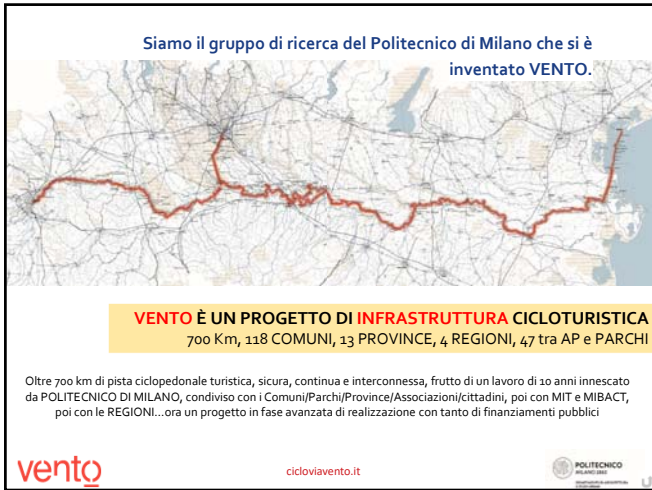 Siamo il gruppo di ricerca del Politecnico di Milano che si è
inventato VENTO.
VENTO È UN PROGETTO DI INFRASTRUTTURA CICLOTURISTICA
700 Km, 118 COMUNI, 13 PROVINCE, 4 REGIONI, 47 tra AP e PARCHI
Oltre 700 km di pista ciclopedonale turistica, sicura, continua e interconnessa, frutto di un lavoro di 10 anni innescato
da POLITECNICO DI MILANO, condiviso con i Comuni/Parchi/Province/Associazioni/cittadini, poi con MIT e MIBACT,
poi con le REGIONI...ora un progetto in fase avanzata di realizzazione con tanto di finanziamenti pubblici
vento
cicloviavento.it
POLITECNICO
MILANO 1863